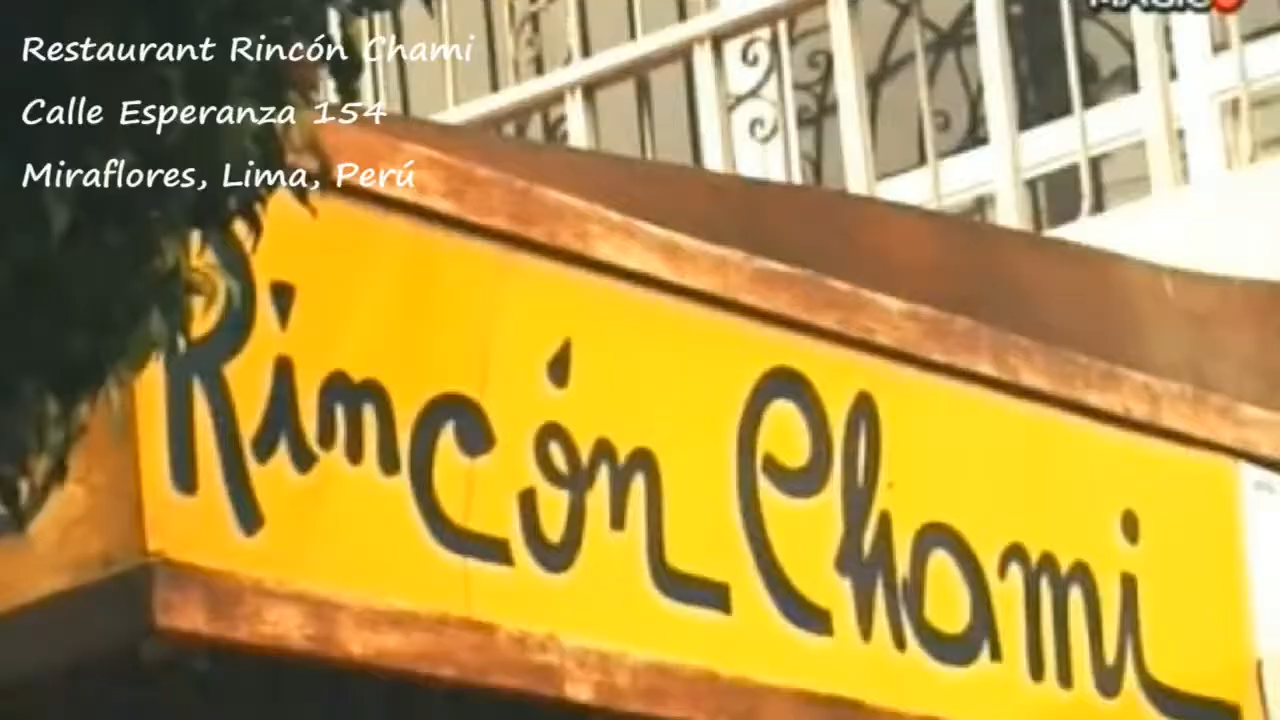 Restaurant Rincón Chami
Calle Esperanza 154
Miraflores, Lima, Perú
Rincón Chami